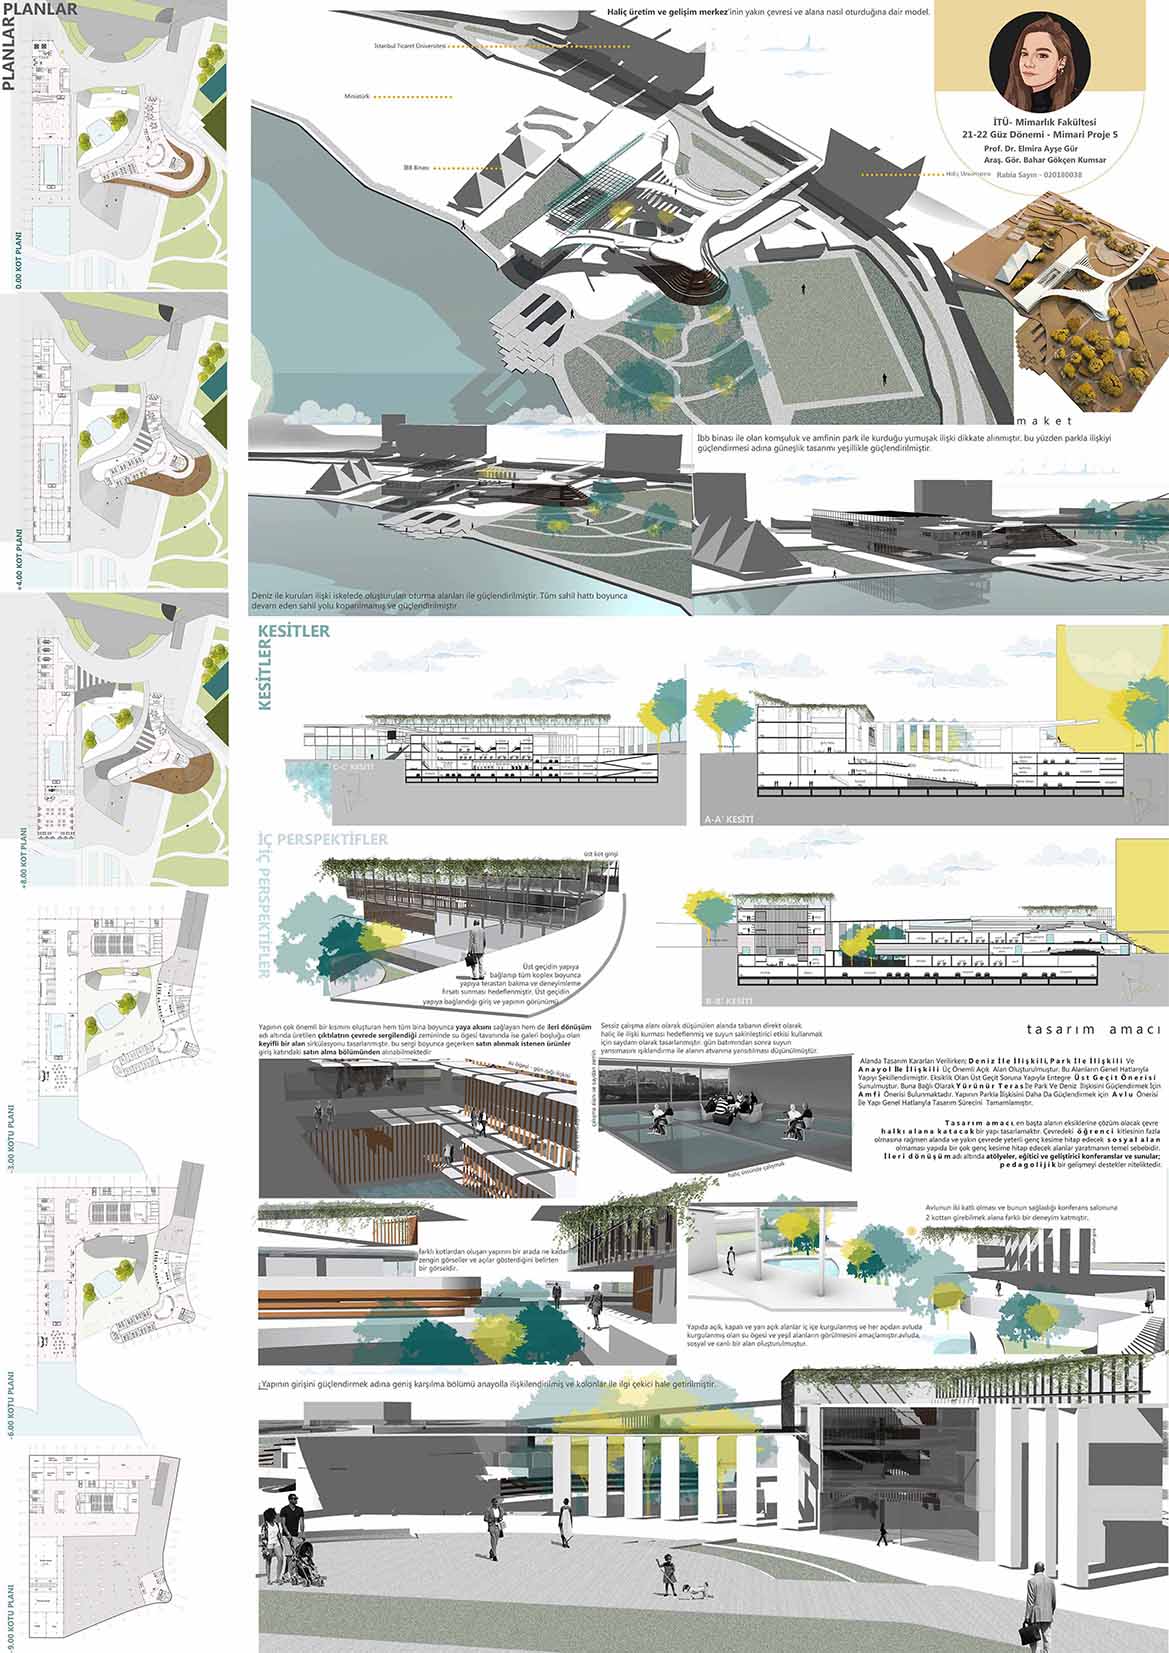 PLANLAR
PLANLAR
0.00 KOT PLANI
+4.00 KOT PLANI
+8.00 KOT PLANI
-3.00 KOTU PLANI
-6.00 KOTU PLANI
-9.00 KOTU PLANI
Haliç üretim ve gelişim merkez'inin yakın çevresi ve alana nasıl oturduğuna dair model.
İstanbul Ticaret Üniversitesi
Miniatürk
İBB Binası
Haliç Üniversitesi
İTÜ- Mimarlık Fakültesi
21-22 Güz Dönemi - Mimari Proje 5
Prof. Dr. Elmira Ayşe Gür
Araş. Gör. Bahar Gökçen Kumsar
Rabia Sayın - 020180038
maket
İbb binası ile olan komşuluk ve amfinin park ile kurduğu yumuşak ilişki dikkate alınmıştır. bu yüzden parkla ilişkiyi
güçlendirmesi adına güneşlik tasarımı yeşillikle güçlendirilmiştir.
Deniz ile kurulan ilişki iskelede oluşturulan oturma alanları ile güçlendirilmiştir. Tüm sahil hattı boyunca
devam eden sahil yolu koparılmamış ve güçlendirilmiştir
KESİTLER
KESİTLER
C-C' KESİTİ
A-A' KESİTİ
B-B' KESİTİ
İÇ PERSPEKTİFLER
İÇ PERSPEKTİFLER
üst kot girişi
Üst geçidin yapıya
bağlanıp tüm koplex boyunca
yapıya terastan bakma ve deneyimleme
fırsatı sunması hedeflenmiştir. Üst geçidin
yapıya bağlandığı giriş ve yapının görünümü.
Yapının çok önemli bir kısmını oluşturan hem tüm bina boyunca yaya aksını sağlayan hem de ileri dönüşüm
adı altında üretilen çıktılatın çevrede sergilendiği zemininde su ögesi tavanında ise galeri boşluğu olan
keyifli bir alan sirkülasyonu tasarlanmıştır. bu sergi boyunca geçerken satın alınmak istenen ürünler
giriş katındaki satın alma bölümünden alınabilmektedir
su ögesi - gün ışığı ilişkisi
Sessiz çalışma alanı olarak düşünülen alanda tabanın direkt olarak
haliç ile ilişki kurması hedeflenmiş ve suyun sakinleştirici etkisi kullanmak
için saydam olarak tasarlanmıştır. gün batımından sonra suyun
yansımasını ışıklandırma ile alanın atvanına yansıtılması düşünülmüştür.
haliç üstünde çalışmak
tasarım amacı
Alanda Tasarım Kararları Verilirken; Deniz İle İlişkili, Park İle İlişkili Ve
Anayol İle İlişkili Üç Önemli Açık Alan Oluşturulmuştur. Bu Alanların Genel Hatlarıyla
Yapıyı Şekillendirmiştir. Eksiklik Olan Üst Geçit Soruna Yapıyla Entegre Üst Geçit Önerisi
Sunulmuştur. Buna Bağlı Olarak Yürünür Teras İle Park Ve Deniz İlişkisini Güçlendirmek İçin
Amfi Önerisi Bulunmaktadır. Yapının Parkla İlişkisini Daha Da Güçlendirmek için Avlu Önerisi
İle Yapı Genel Hatlarıyla Tasarım Sürecini Tamamlamıştır.
Tasarım amacı, en başta alanın eksiklerine çözüm olacak çevre
halkı alana katacak bir yapı tasarlamaktır. Çevredeki öğrenci kitlesinin fazla
olmasına rağmen alanda ve yakın çevrede yeterli genç kesime hitap edecek sosyal alan
olmaması yapıda bir çok genç kesime hitap edecek alanlar yaratmanın temel sebebidir.
İleri dönüşüm adı altında atölyeler, eğitici ve geliştirici konferanslar ve sunular;
pedagolijik bir gelişmeyi destekler niteliktedir.
farklı kotlardan oluşan yapının bir arada ne kadar
zengin görseller ve açılar gösterdiğini belirten
bir görseldir.
Avlunun iki katlı olması ve bunun sağladığı konferans salonuna
2 kottan girebilmek alana farklı bir deneyim katmıştır.
Yapıda açık, kapalı ve yarı açık alanlar iç içe kurgulanmış ve her açıdan avluda
kurgulanmış olan su ögesi ve yeşil alanların görülmesini amaçlamıştır.avluda,
sosyal ve canlı bir alan oluşturulmuştur.
Yapının girişini güçlendirmek adına geniş karşılma bölümü anayolla ilişkilendirilmiş ve kolonlar ile ilgi çekici hale getirilmiştir.